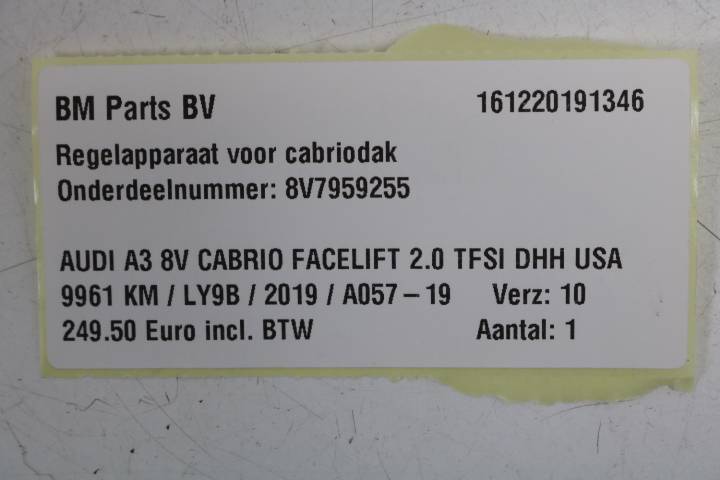 BM Parts BV 161220191346
Regelapparaat voor cabriodak
Onderdeelnummer: 8V7959255
AUDI A3 8V CABRIO FACELIFT 2.0 TFSI DHH USA
9961 KM / LY9B / 2019 / A057 – 19 Verz: 10
249.50 Euro incl. BTW Aantal: 1